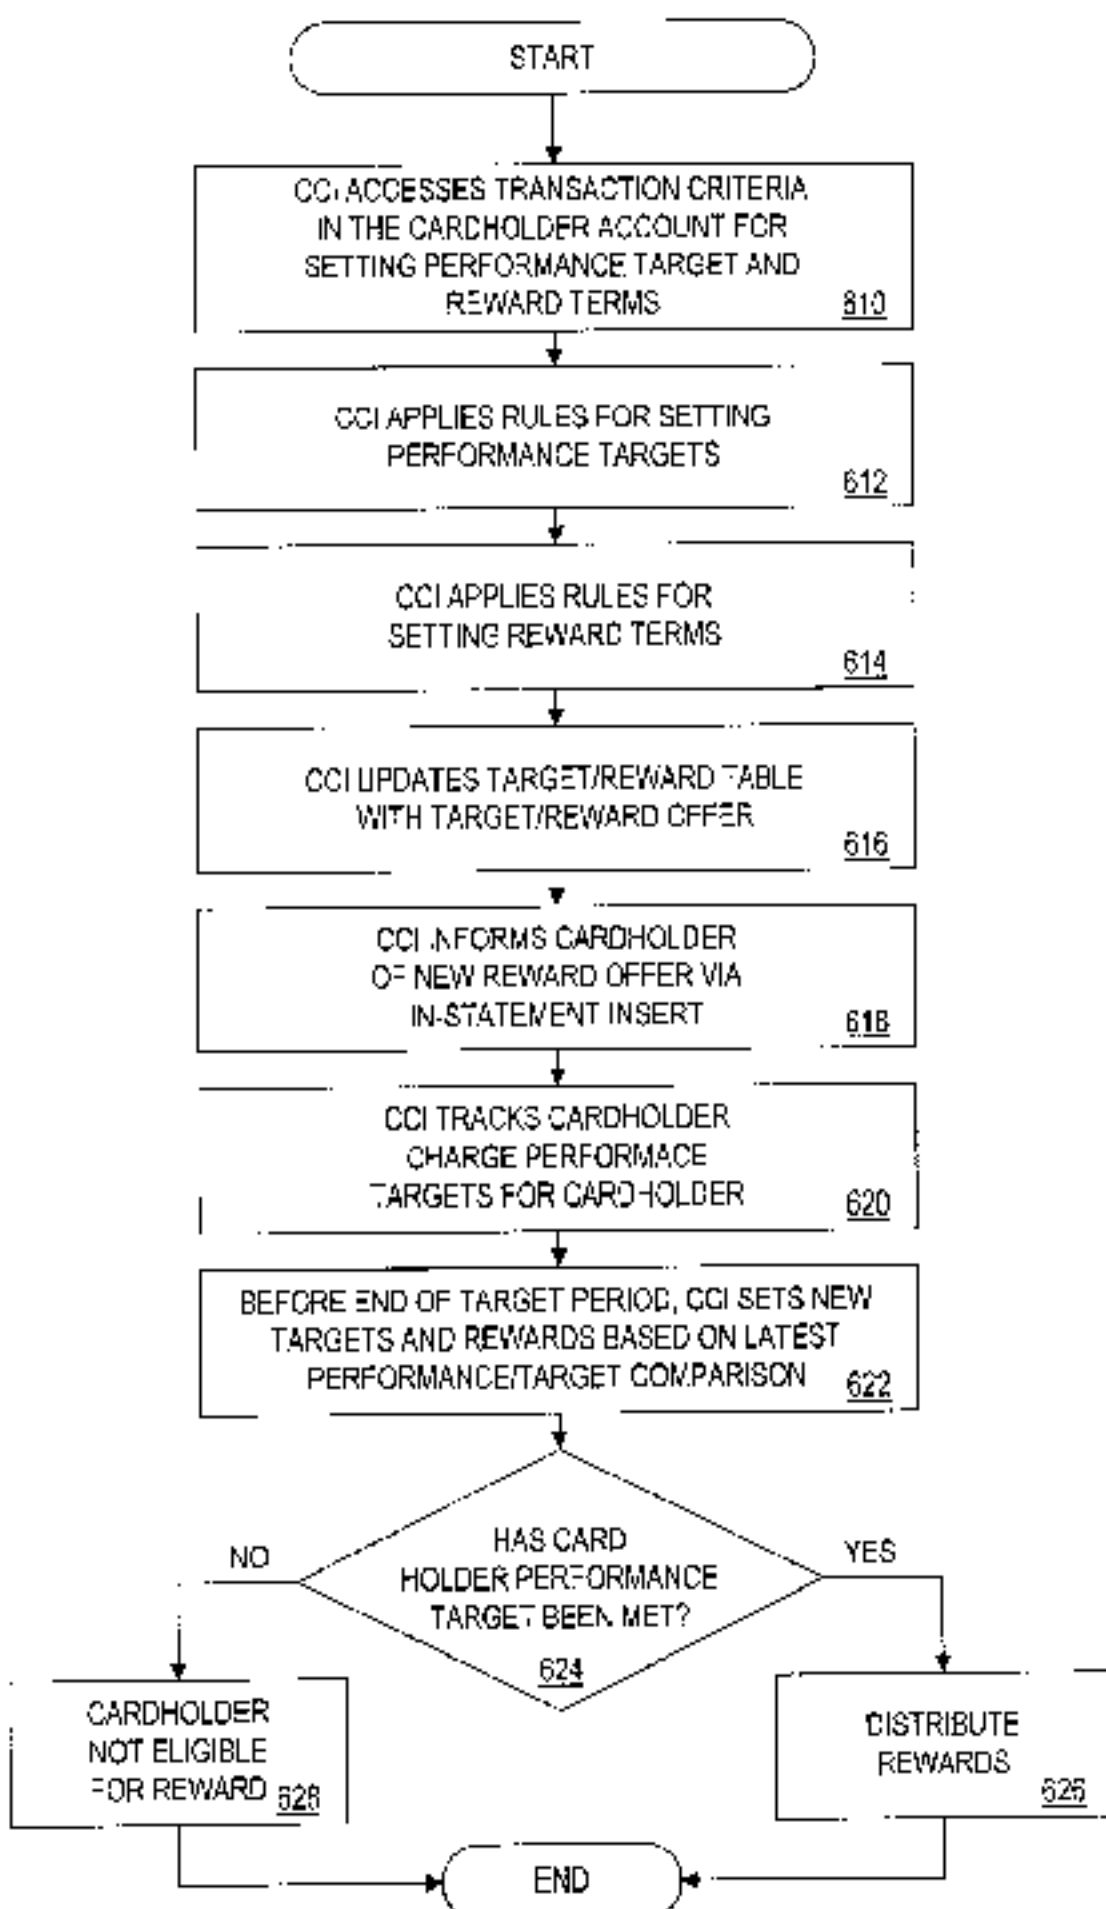 START
CCI ACCESSES TRANSACTION CRITERIA
IN THE CARDHOLDER ACCOUNT FOR
SETTING PERFORMANCE TARGET AND
REWARD TERMS
610
CCI APPLIES RULES FOR SETTING
PERFORMANCE TARGETS
612
CCI APPLIES RULES FOR
SETTING REWARD TERMS
614
CCI UPDATES TARGET/REWARD TABLE
WITH TARGET/REWARD OFFER
616
CCI INFORMS CARDHOLDER
OF NEW REWARD OFFER VIA
IN-STATEMENT INSERT
618
CCI TRACKS CARDHOLDER
CHARGE PERFORMACE
TARGETS FOR CARDHOLDER
620
BEFORE END OF TARGET PERIOD, CCI SETS NEW
TARGETS AND REWARDS BASED ON LATEST
PERFORMANCE/TARGET COMPARISON
622
HAS CARD
HOLDER PERFORMANCE
TARGET BEEN MET?
624
NO
YES
CARDHOLDER
NOT ELIGIBLE
FOR REWARD
628
DISTRIBUTE
REWARDS
626
END